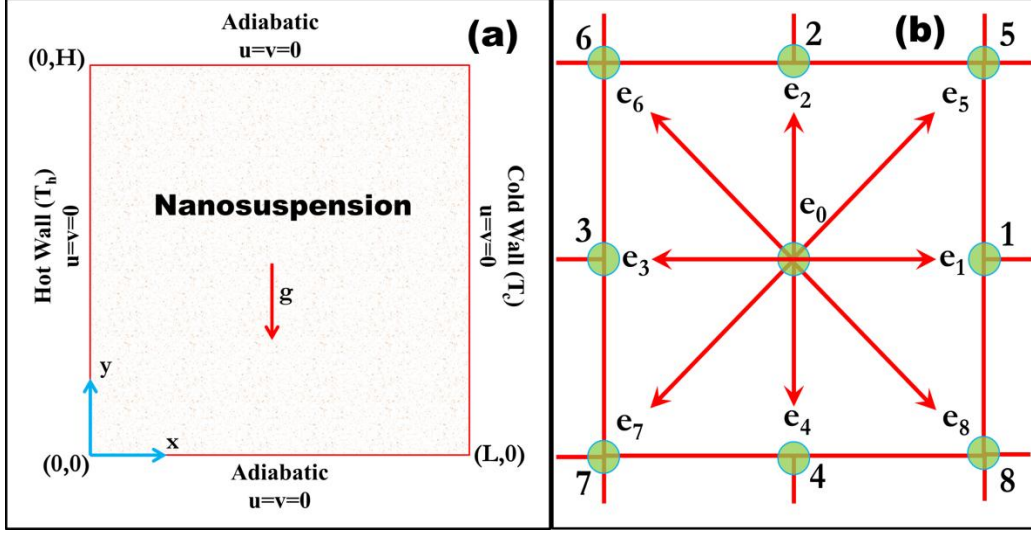 Adiabatic
u=v=0
(a)
(0,H)
Hot Wall (Tₕ)
u=v=0
Nanosuspension
g
Cold Wall (T꜀)
u=v=0
y
x
(0,0)
(L,0)
Adiabatic
u=v=0
(b)
6
2
5
e₆
e₂
e₅
e₀
3
1
e₃
e₁
e₇
e₄
e₈
7
4
8